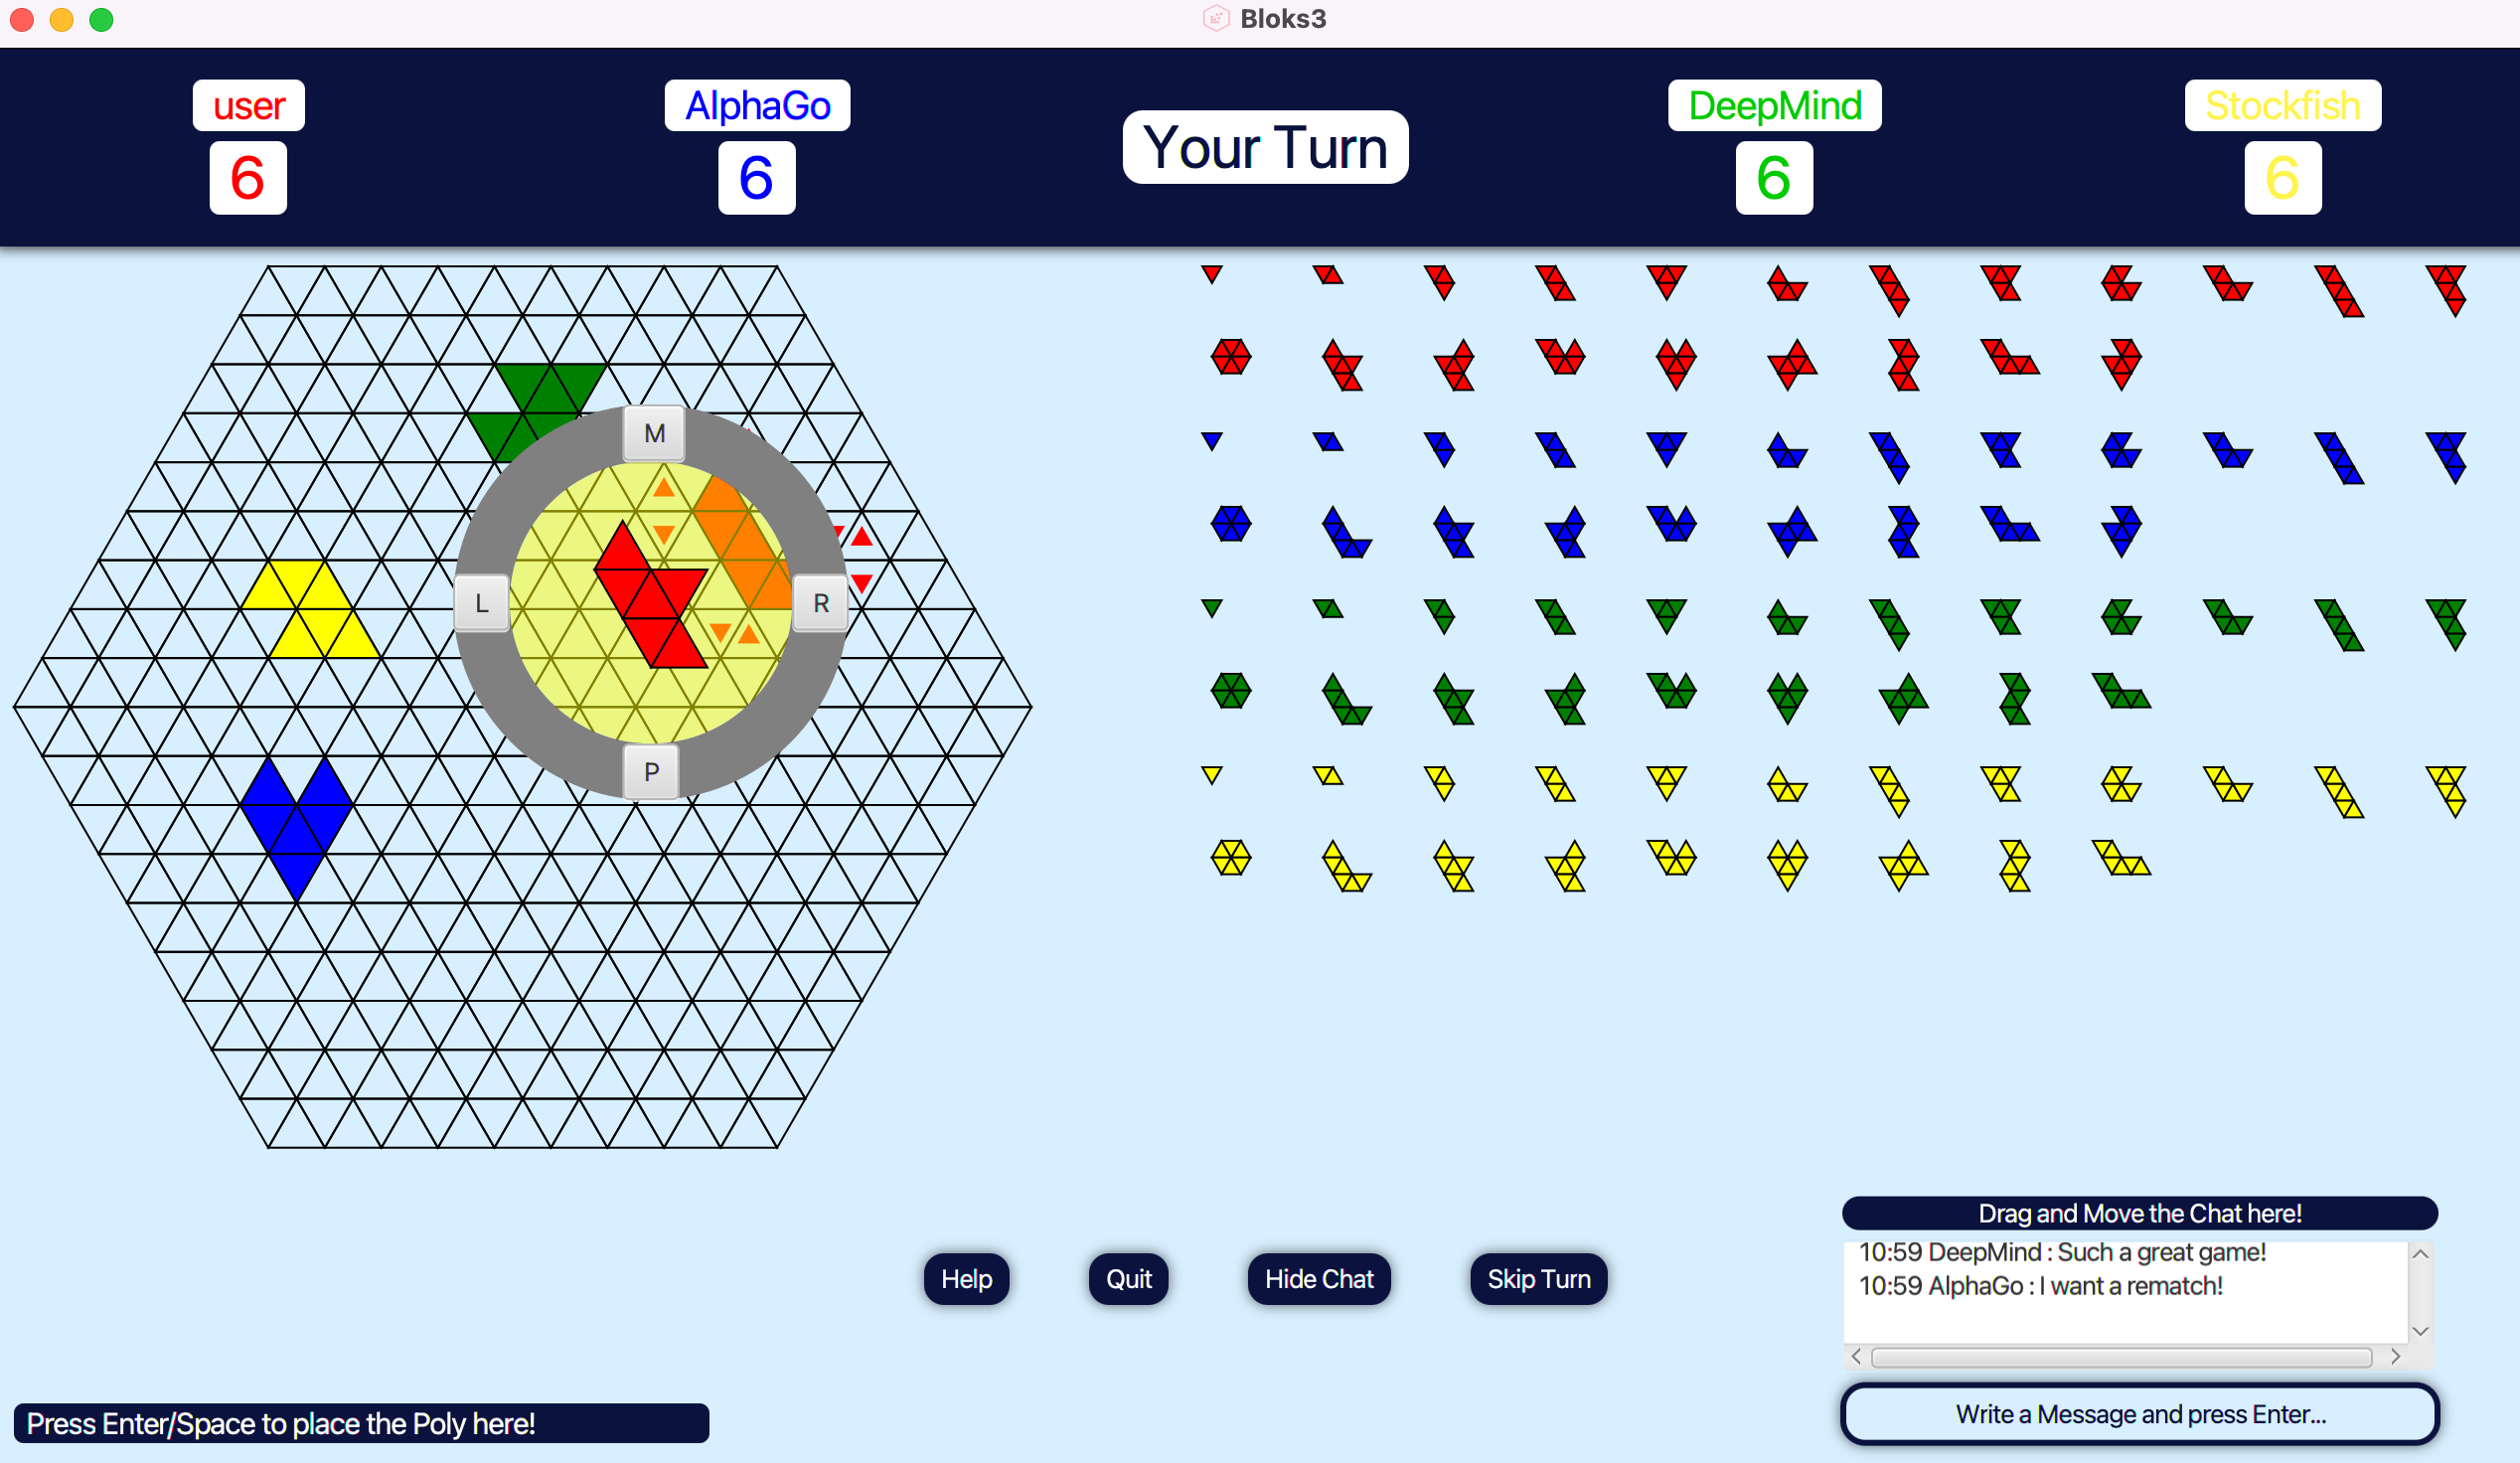 Bloks3
user
AlphaGo
Your Turn
DeepMind
Stockfish
6
6
6
6
M
L
R
P
Drag and Move the Chat here!
10:59 DeepMind : Such a great game!
10:59 AlphaGo : I want a rematch!
Help
Quit
Hide Chat
Skip Turn
Write a Message and press Enter...
Press Enter/Space to place the Poly here!